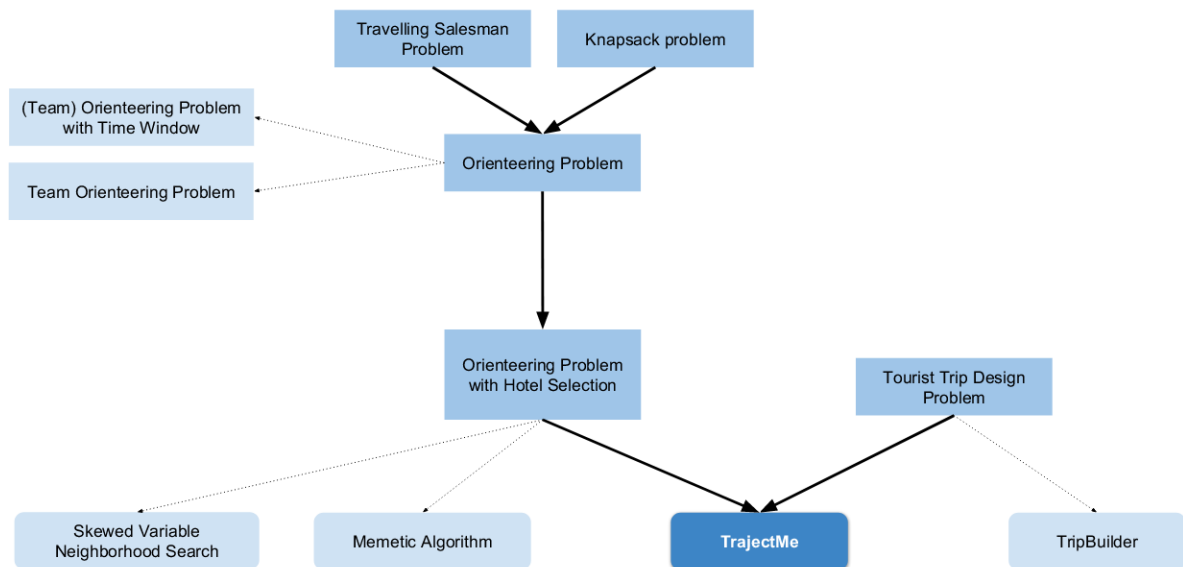 Travelling Salesman
Problem
Knapsack problem
(Team) Orienteering Problem
with Time Window
Orienteering Problem
Team Orienteering Problem
Orienteering Problem
with Hotel Selection
Tourist Trip Design
Problem
Skewed Variable
Neighborhood Search
Memetic Algorithm
TrajectMe
TripBuilder